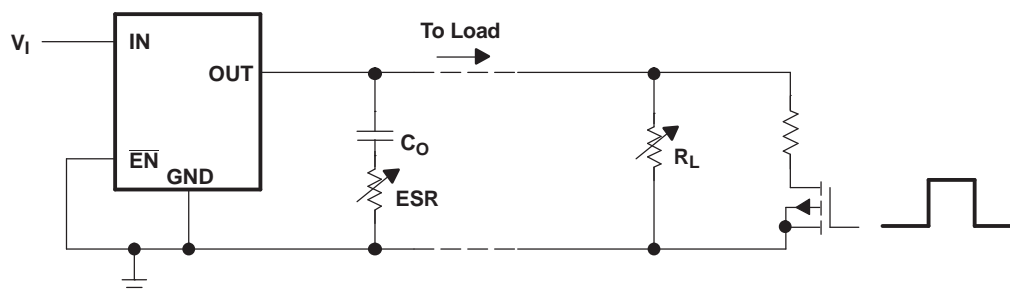 To Load
V_I
IN
OUT
C_O
EN̅
R_L
GND
ESR